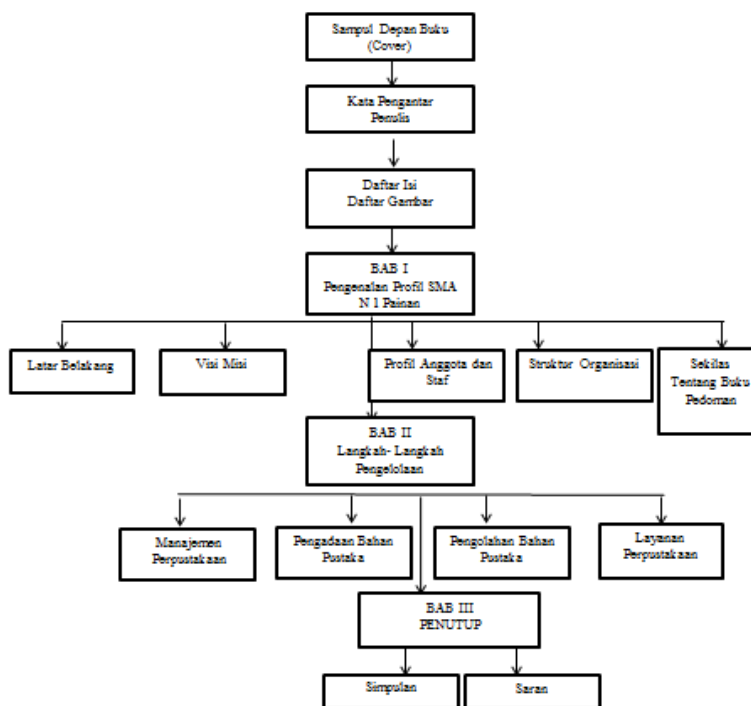 Sampul Depan Buku
(Cover)
Kata Pengantar
Penulis
Daftar Isi
Daftar Gambar
BAB I
Pengenalan Profil SMA
N 1 Painan
Latar Belakang
Visi Misi
Profil Anggota dan
Staf
Struktur Organisasi
Sekilas
Tentang Buku
Pedoman
BAB II
Langkah- Langkah
Pengelolaan
Manajemen
Perpustakaan
Pengadaan Bahan
Pustaka
Pengolahan Bahan
Pustaka
Layanan
Perpustakaan
BAB III
PENUTUP
Simpulan
Saran